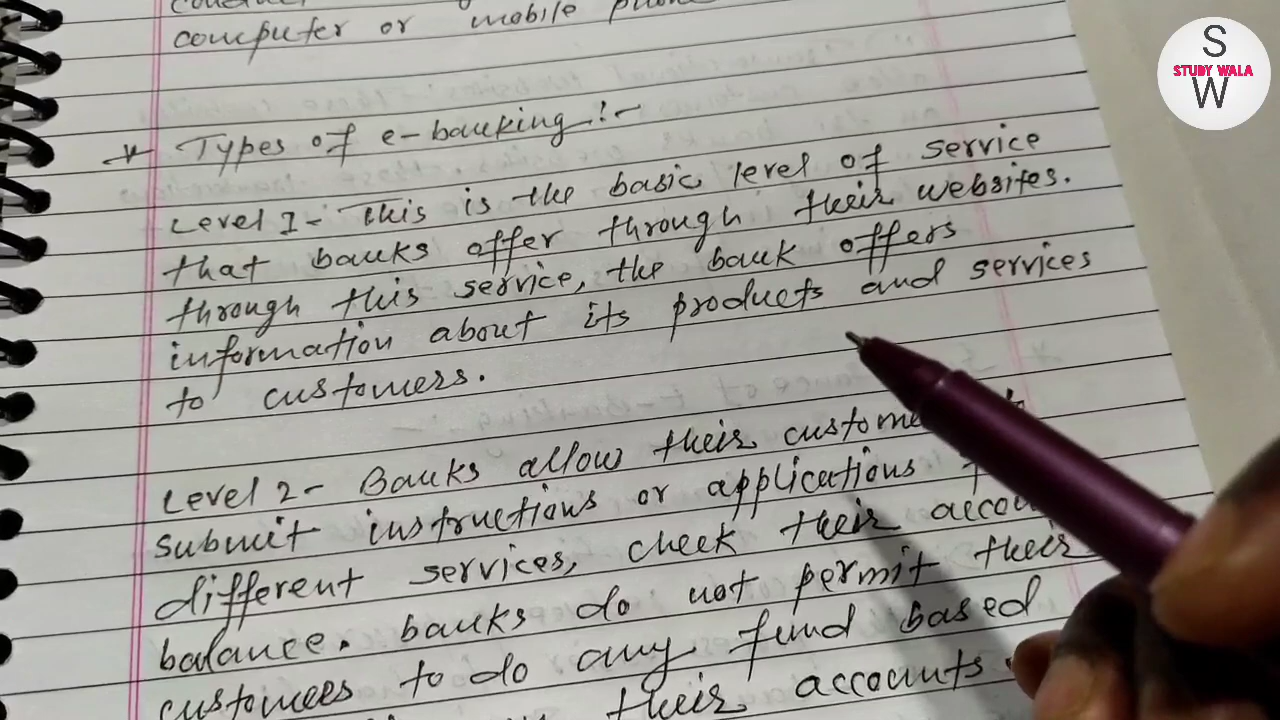 computer or mobile phone
* Types of e-banking :-
Level 1 - This is the basic level of service
that banks offer through their websites.
through this service, the bank offers
information about its products and services
to customers.
Level 2 - Banks allow their
submit instructions or applications
different services, check their
balance. banks do not permit their
customers to do any fund based
their accounts.
S
STUDY WALA
W